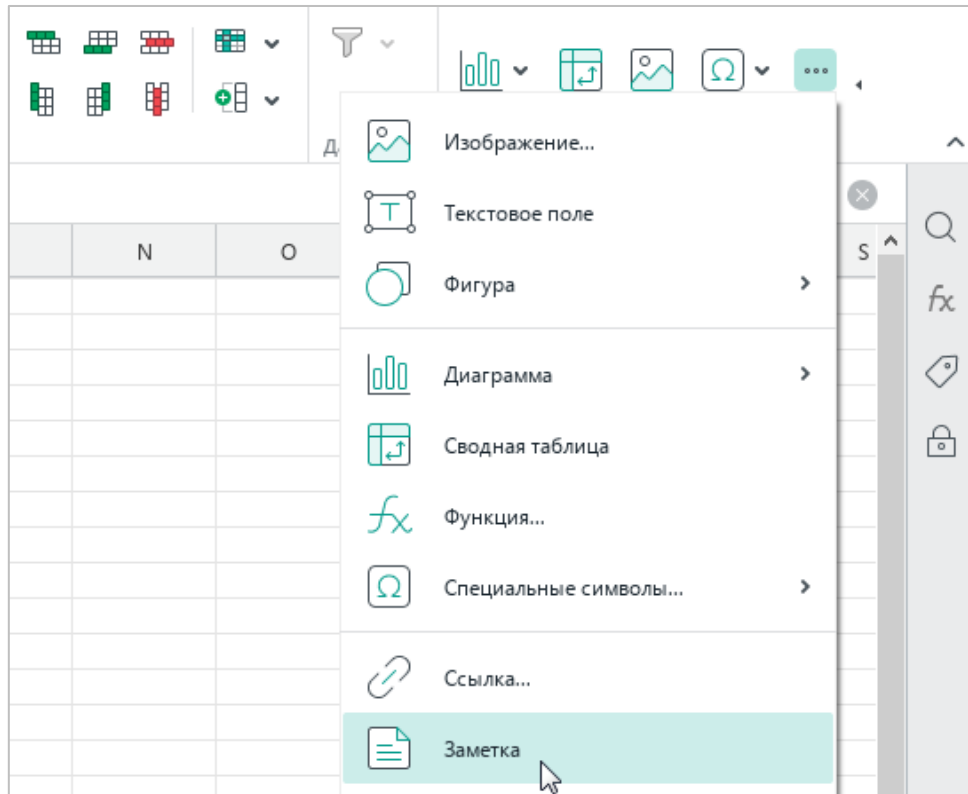 Изображение...
Текстовое поле
N
O
S
Фигура
Диаграмма
Сводная таблица
Функция...
Специальные символы...
Ссылка...
Заметка